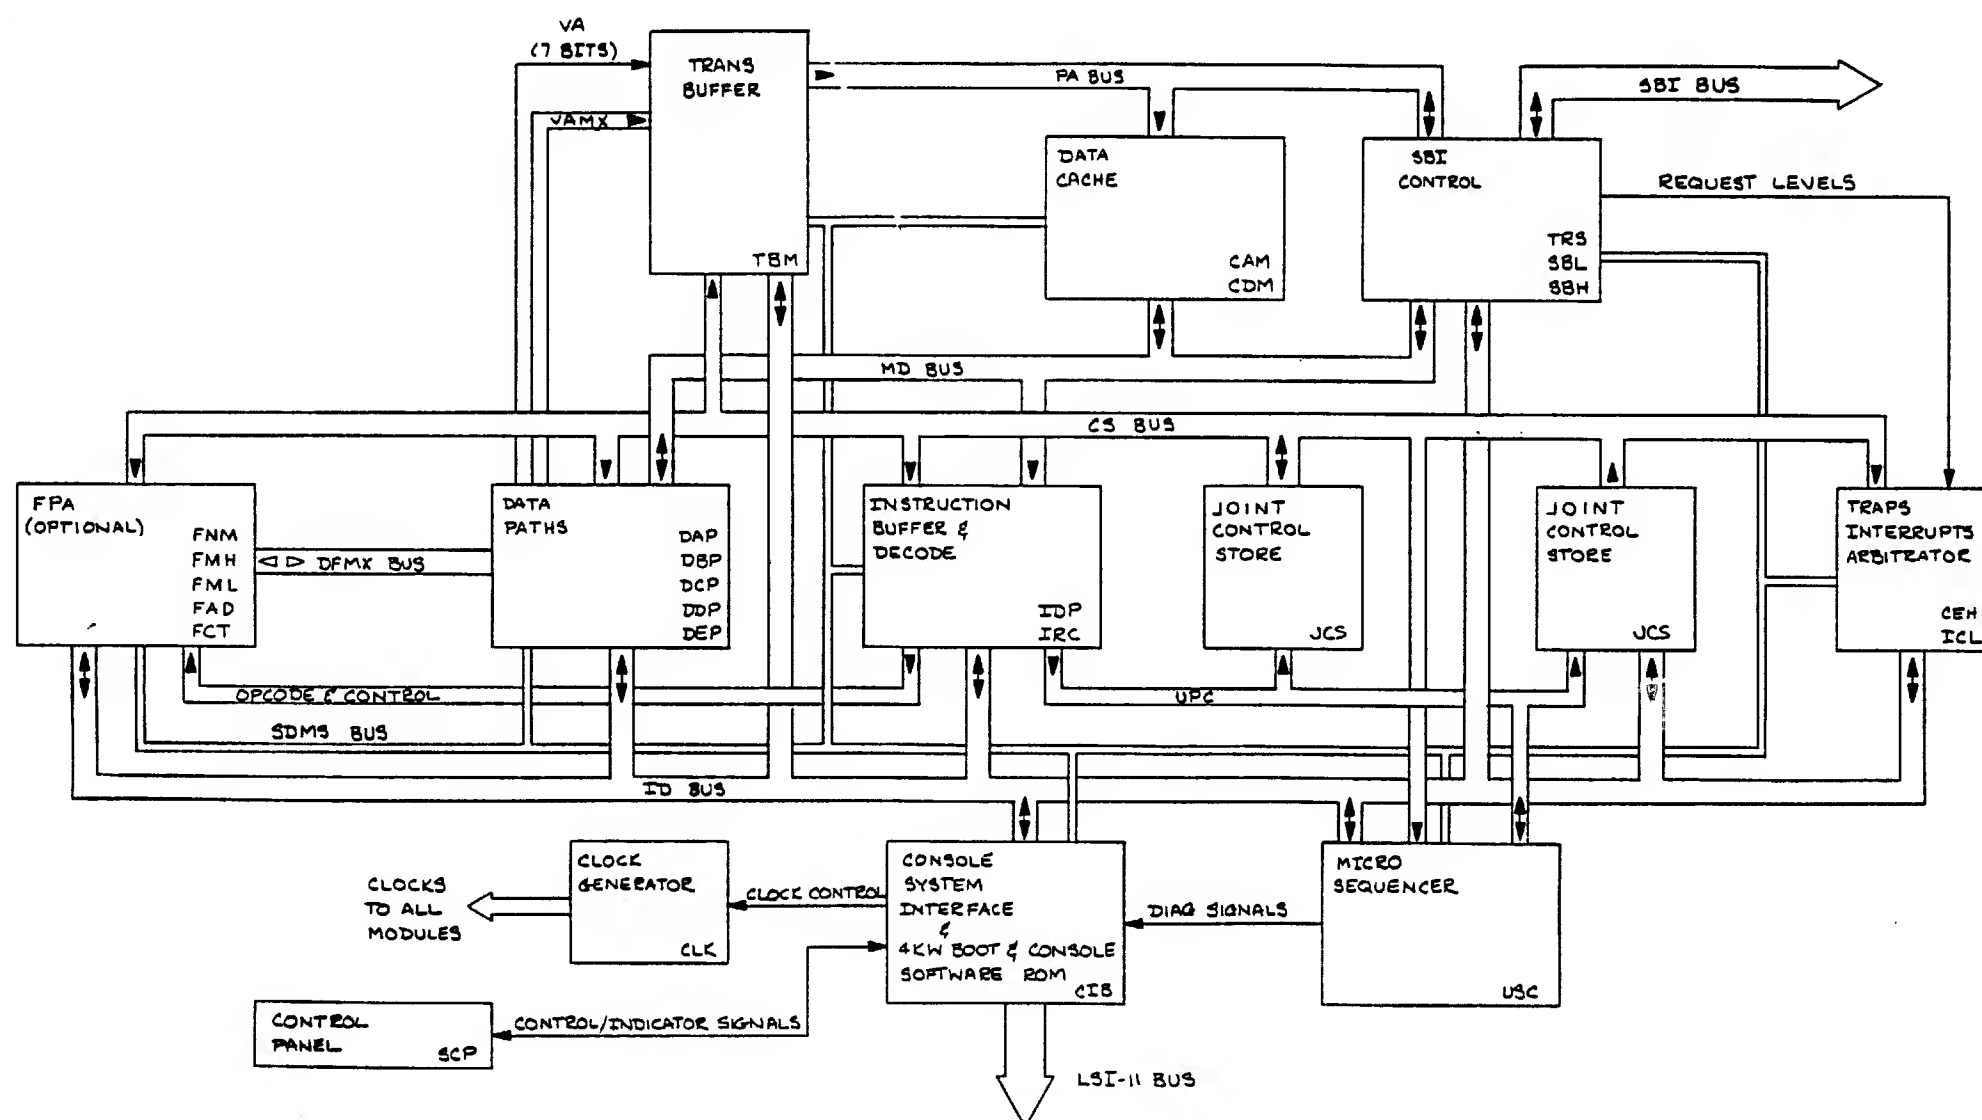 VA
(7 BITS)
TRANS
BUFFER
TBM
VAMX
PA BUS
SBI BUS
DATA
CACHE
CAM
CDM
SBI
CONTROL
TRS
SBL
SBH
REQUEST LEVELS
MD BUS
CS BUS
FPA
(OPTIONAL)
FNM
FMH
FML
FAD
FCT
DFMX BUS
DATA
PATHS
DAP
DBP
DCP
DDP
DEP
INSTRUCTION
BUFFER &
DECODE
IDP
IRC
JOINT
CONTROL
STORE
JCS
JOINT
CONTROL
STORE
JCS
TRAPS
INTERRUPTS
ARBITRATOR
CEH
ICL
OPCODE & CONTROL
UPC
SDMS BUS
ID BUS
CLOCKS
TO ALL
MODULES
CLOCK
GENERATOR
CLK
CLOCK CONTROL
CONSOLE
SYSTEM
INTERFACE
&
4KW BOOT & CONSOLE
SOFTWARE ROM
CIB
DIAG SIGNALS
MICRO
SEQUENCER
USC
CONTROL
PANEL
SCP
CONTROL/INDICATOR SIGNALS
LSI-11 BUS